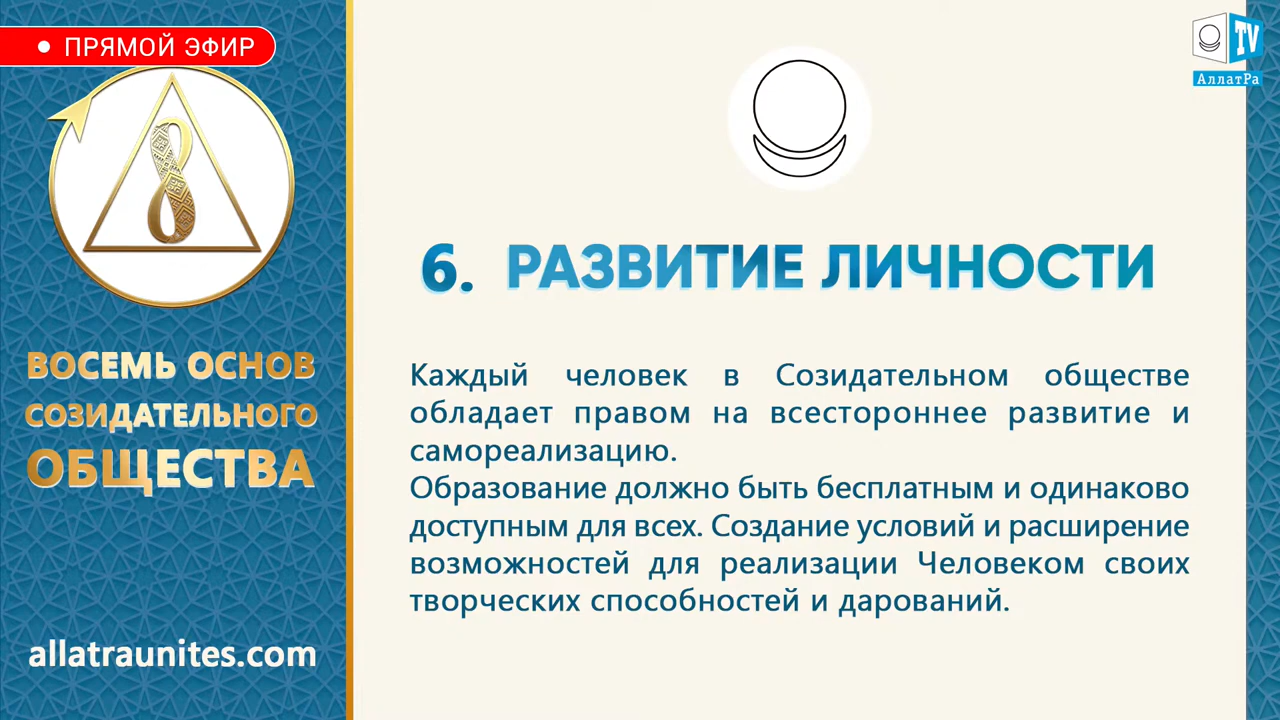 ПРЯМОЙ ЭФИР
TV
АллатРа
ВОСЕМЬ ОСНОВ
СОЗИДАТЕЛЬНОГО
ОБЩЕСТВА
allatraunites.com
6. РАЗВИТИЕ ЛИЧНОСТИ
Каждый человек в Созидательном обществе
обладает правом на всестороннее развитие и
самореализацию.
Образование должно быть бесплатным и одинаково
доступным для всех. Создание условий и расширение
возможностей для реализации Человеком своих
творческих способностей и дарований.